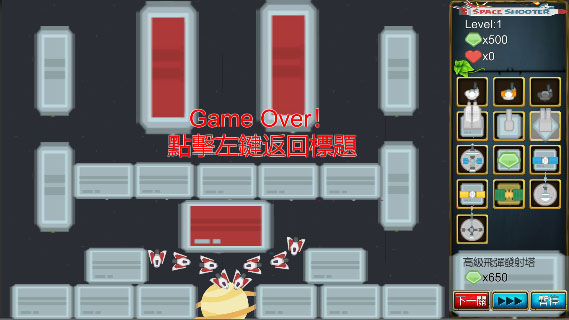 SPACE SHOOTER
Level:1
x500
x0
Game Over!
點擊左鍵返回標題
高級飛彈發射塔
x650
下一關
暫停